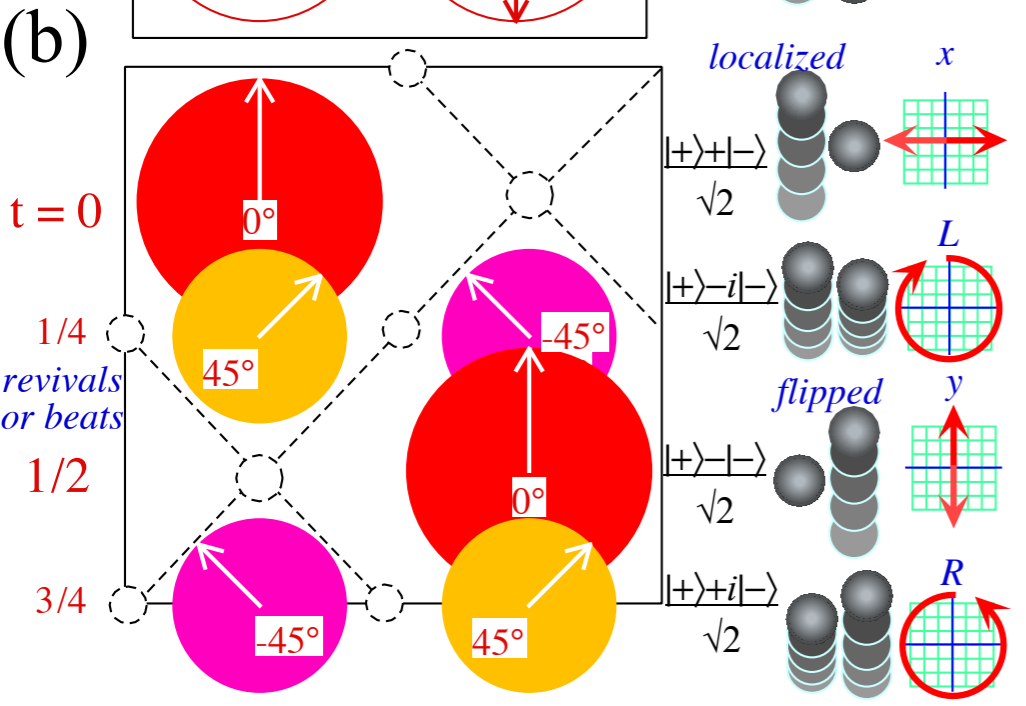 (b)
localized
x
t = 0
0°
|+⟩+|−⟩
√2
L
1/4
45°
-45°
|+⟩−i|−⟩
√2
revivals
or beats
flipped
y
1/2
0°
|+⟩−|−⟩
√2
3/4
-45°
45°
|+⟩+i|−⟩
√2
R